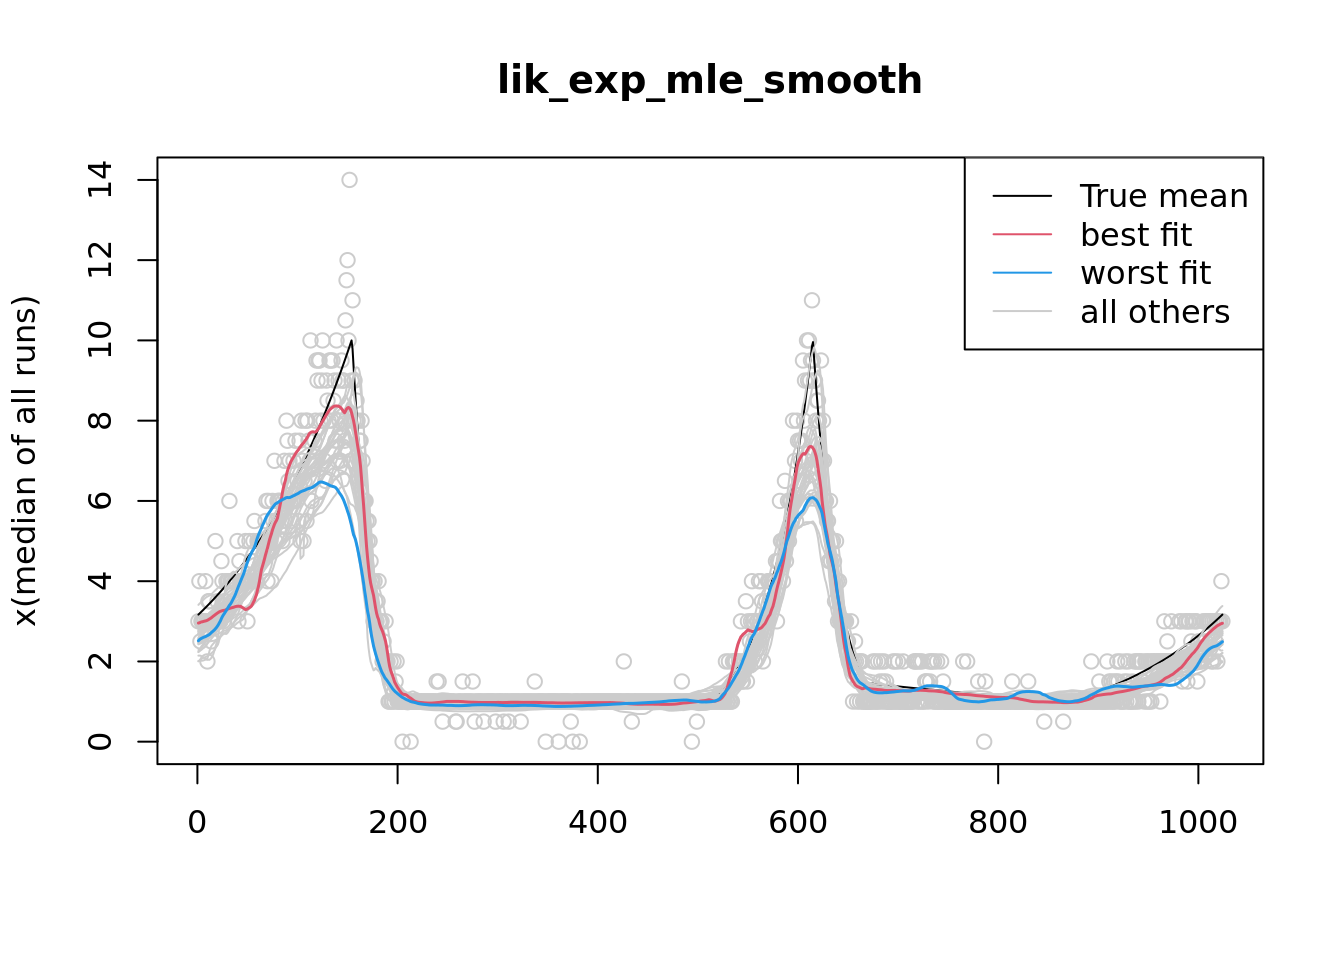 lik_exp_mle_smooth
x(median of all runs)
14
12
10
8
6
4
2
0
True mean
best fit
worst fit
all others
0 200 400 600 800 1000